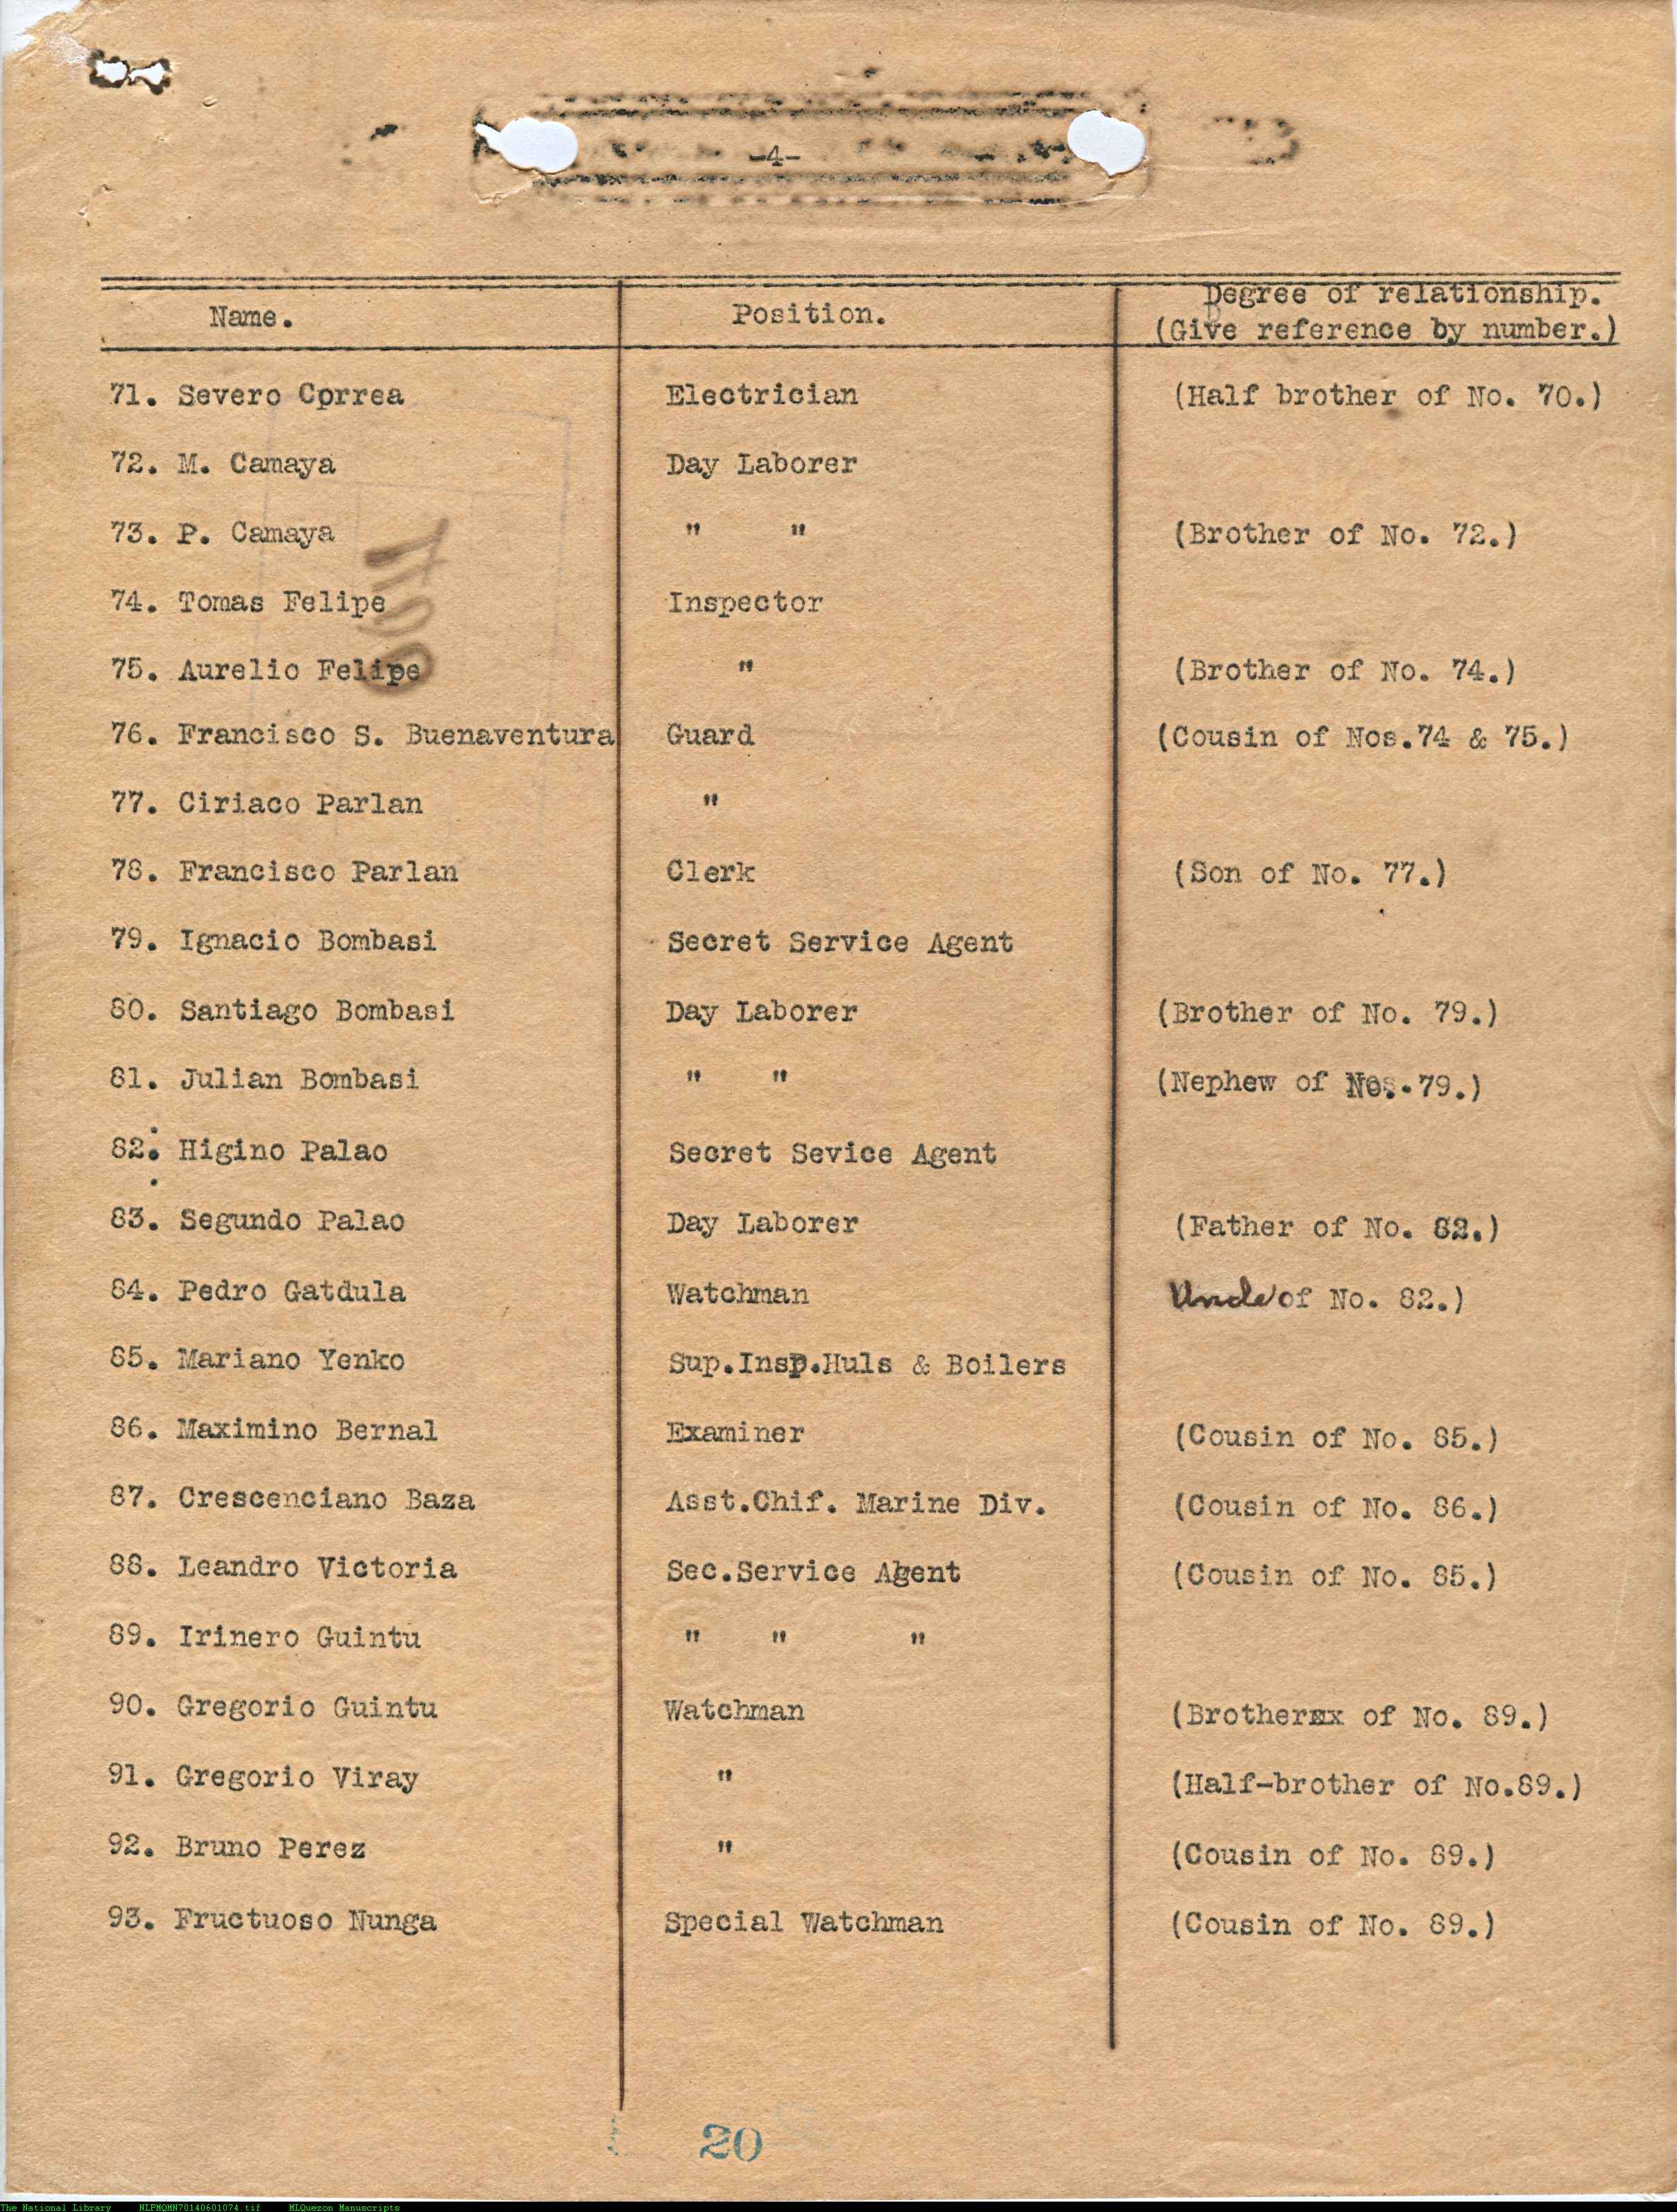 -4-
Name. Position. Degree of relationship.
(Give reference by number.)
71. Severo Correa Electrician (Half brother of No. 70.)
72. M. Camaya Day Laborer
73. P. Camaya " " (Brother of No. 72.)
74. Tomas Felipe Inspector
75. Aurelio Felipe " (Brother of No. 74.)
76. Francisco S. Buenaventura Guard (Cousin of Nos.74 & 75.)
77. Ciriaco Parlan "
78. Francisco Parlan Clerk (Son of No. 77.)
79. Ignacio Bombasi Secret Service Agent
80. Santiago Bombasi Day Laborer (Brother of No. 79.)
81. Julian Bombasi " " (Nephew of No. 79.)
82. Higino Palao Secret Sevice Agent
83. Segundo Palao Day Laborer (Father of No. 82.)
84. Pedro Gatdula Watchman Uncle of No. 82.)
85. Mariano Yenko Sup.Insp.Huls & Boilers
86. Maximino Bernal Examiner (Cousin of No. 85.)
87. Crescenciano Baza Asst.Chif. Marine Div. (Cousin of No. 86.)
88. Leandro Victoria Sec.Service Agent (Cousin of No. 85.)
89. Irinero Guintu " " "
90. Gregorio Guintu Watchman (Brother of No. 89.)
91. Gregorio Viray " (Half-brother of No.89.)
92. Bruno Perez " (Cousin of No. 89.)
93. Fructuoso Nunga Special Watchman (Cousin of No. 89.)
20
The National Library NLPMQMN70140601074.tif MLQuezon Manuscripts